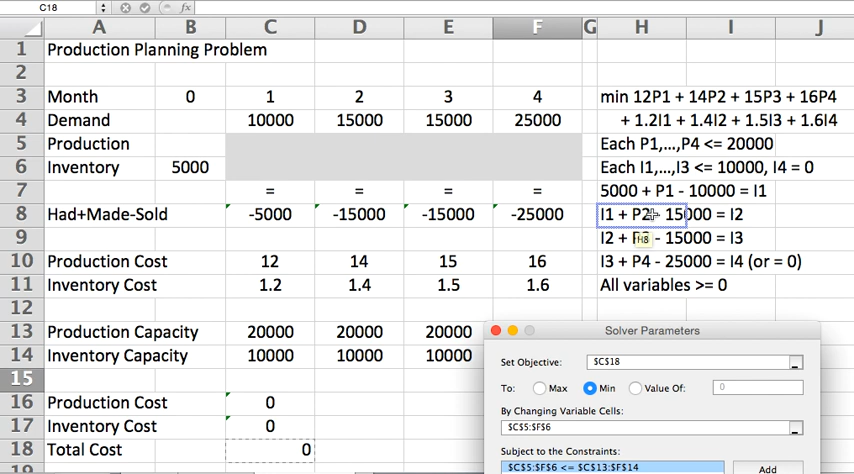 C18 fx
A B C D E F G H I J
1 Production Planning Problem
2
3 Month 0 1 2 3 4 min 12P1 + 14P2 + 15P3 + 16P4
4 Demand 10000 15000 15000 25000 + 1.2I1 + 1.4I2 + 1.5I3 + 1.6I4
5 Production Each P1,...,P4 <= 20000
6 Inventory 5000 Each I1,...,I3 <= 10000, I4 = 0
7 = = = = 5000 + P1 - 10000 = I1
8 Had+Made-Sold -5000 -15000 -15000 -25000 I1 + P2 - 15000 = I2
9 I2 + - 15000 = I3
H8
10 Production Cost 12 14 15 16 I3 + P4 - 25000 = I4 (or = 0)
11 Inventory Cost 1.2 1.4 1.5 1.6 All variables >= 0
12
13 Production Capacity 20000 20000 20000
14 Inventory Capacity 10000 10000 10000
15
16 Production Cost 0
17 Inventory Cost 0
18 Total Cost 0
19
Solver Parameters
Set Objective: $C$18
To: Max Min Value Of: 0
By Changing Variable Cells:
$C$5:$F$6
Subject to the Constraints:
$C$5:$F$6 <= $C$13:$F$14 Add